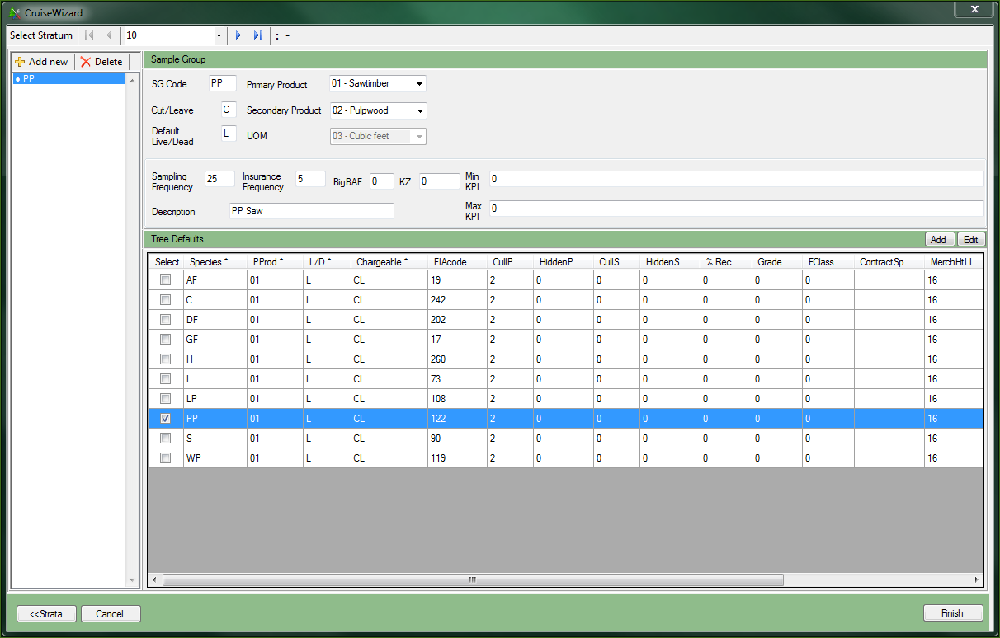 CruiseWizard
Select Stratum 10 : -
Add new Delete
PP
Sample Group
SG Code PP Primary Product 01 - Sawtimber
Cut/Leave C Secondary Product 02 - Pulpwood
Default Live/Dead L UOM 03 - Cubic feet
Sampling Frequency 25 Insurance Frequency 5 BigBAF 0 KZ 0 Min KPI 0
Description PP Saw Max KPI 0
Tree Defaults Add Edit
Select Species * PProd * L/D * Chargeable * FIAcode CullP HiddenP CullS HiddenS % Rec Grade FClass ContractSp MerchHtLL
AF 01 L CL 19 2 0 0 0 0 0 0 16
C 01 L CL 242 2 0 0 0 0 0 0 16
DF 01 L CL 202 2 0 0 0 0 0 0 16
GF 01 L CL 17 2 0 0 0 0 0 0 16
H 01 L CL 260 2 0 0 0 0 0 0 16
L 01 L CL 73 2 0 0 0 0 0 0 16
LP 01 L CL 108 2 0 0 0 0 0 0 16
PP 01 L CL 122 2 0 0 0 0 0 0 16
S 01 L CL 90 2 0 0 0 0 0 0 16
WP 01 L CL 119 2 0 0 0 0 0 0 16
<<Strata Cancel Finish